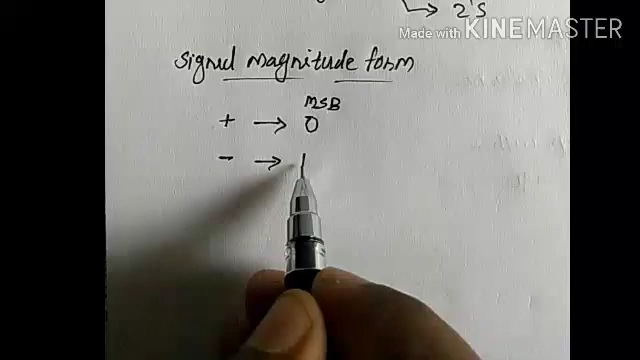 → 2's
Made with KINEMASTER
Signed magnitude form
MSB
+ → 0
- → 1